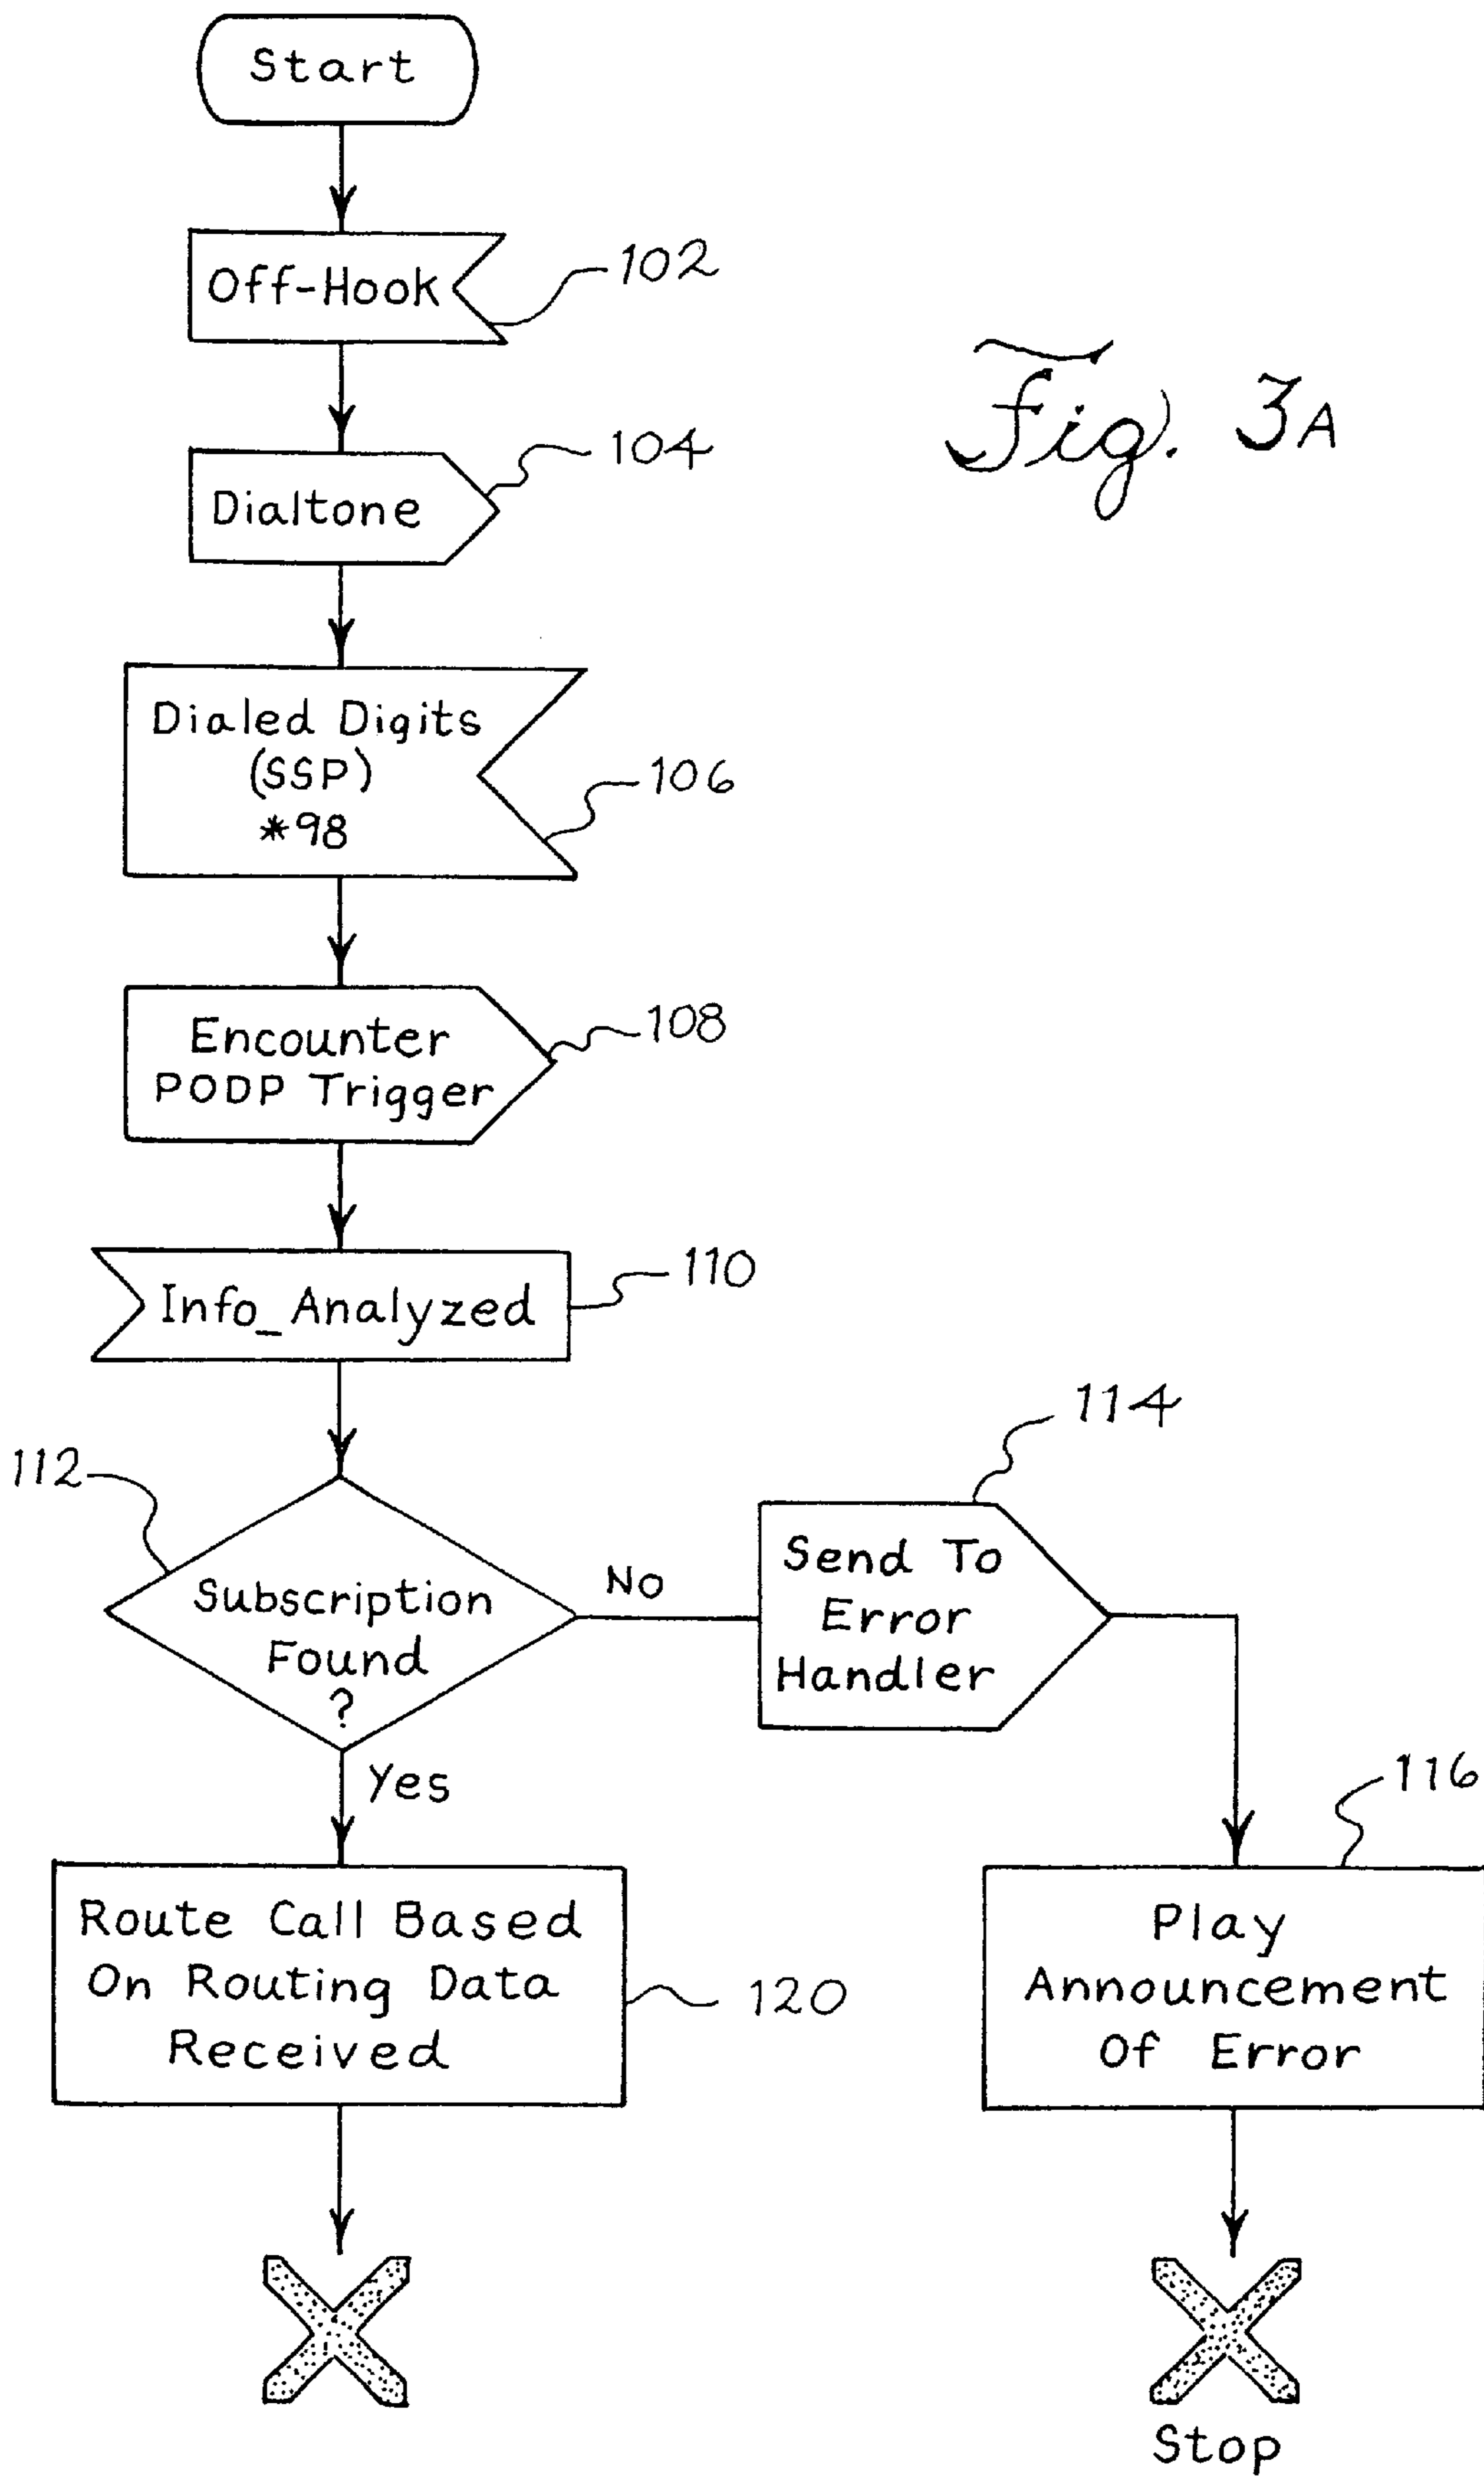 Start
Off-Hook
102
Fig. 3A
Dialtone
104
Dialed Digits
(SSP)
*98
106
Encounter
PODP Trigger
108
Info_Analyzed
110
112
Subscription
Found
?
No
Yes
114
Send To
Error
Handler
116
Route Call Based
On Routing Data
Received
120
Play
Announcement
Of Error
Stop